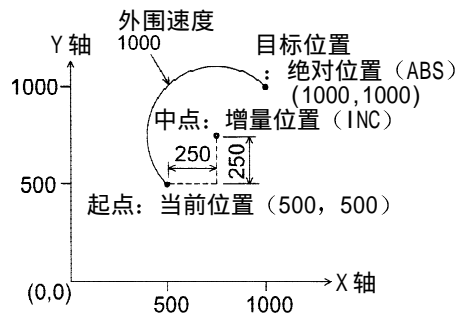 外围速度
1000
Y轴
目标位置
：绝对位置（ABS）
(1000,1000)
1000
中点：增量位置（INC）
250
250
500
起点：当前位置（500，500）
(0,0)
X轴
500
1000